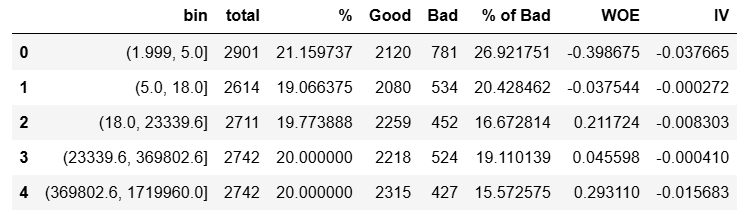 bin total % Good Bad % of Bad WOE IV
0 (1.999, 5.0] 2901 21.159737 2120 781 26.921751 -0.398675 -0.037665
1 (5.0, 18.0] 2614 19.066375 2080 534 20.428462 -0.037544 -0.000272
2 (18.0, 23339.6] 2711 19.773888 2259 452 16.672814 0.211724 -0.008303
3 (23339.6, 369802.6] 2742 20.000000 2218 524 19.110139 0.045598 -0.000410
4 (369802.6, 1719960.0] 2742 20.000000 2315 427 15.572575 0.293110 -0.015683